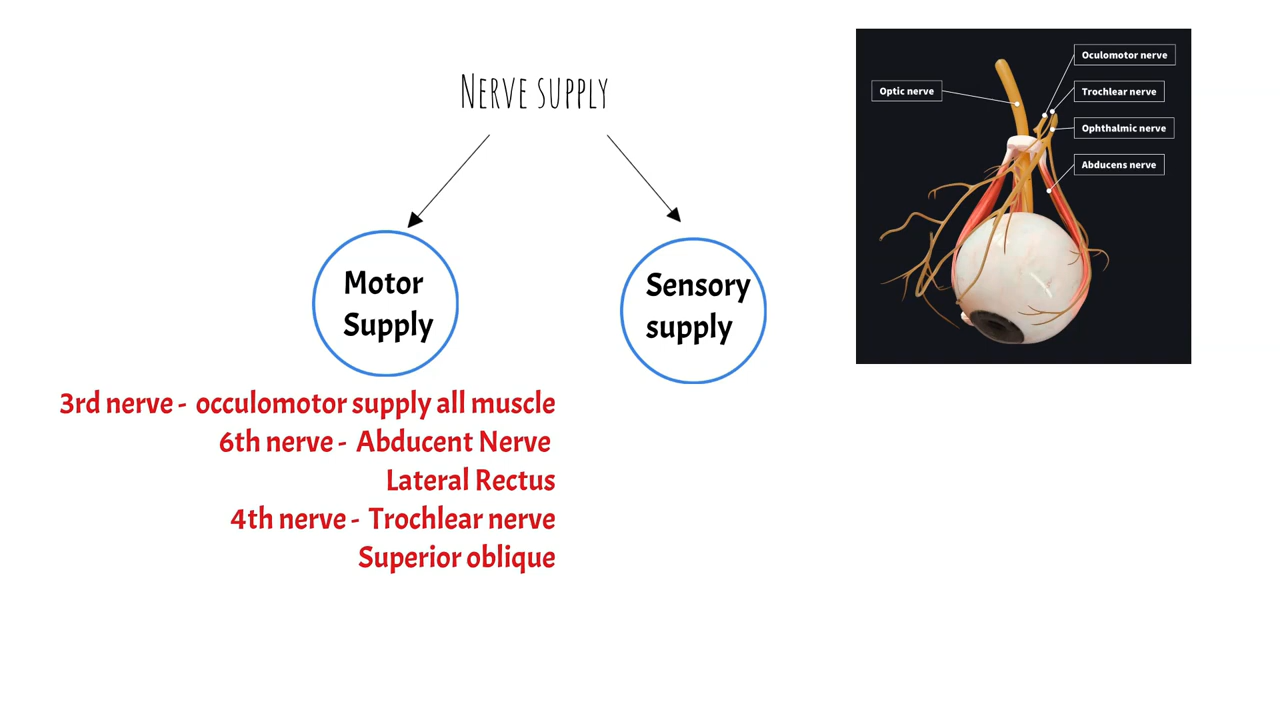 Nerve supply
Motor
Supply
Sensory
supply
3rd nerve - occulomotor supply all muscle
6th nerve - Abducent Nerve
Lateral Rectus
4th nerve - Trochlear nerve
Superior oblique
Optic nerve
Oculomotor nerve
Trochlear nerve
Ophthalmic nerve
Abducens nerve